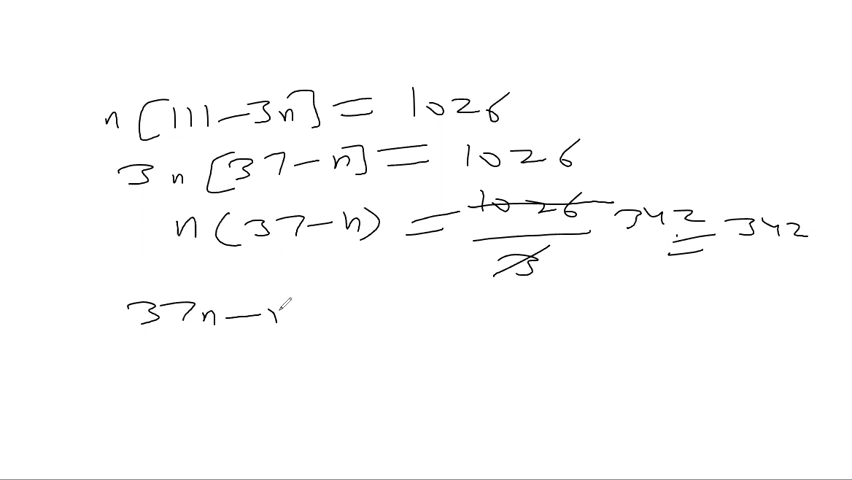 n [111-3n] = 1026
3n [37-n] = 1026
n (37-n) = 1026/3 342 = 342
37n-